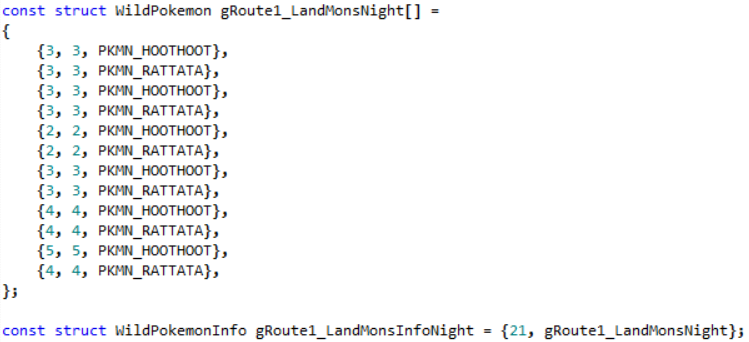 const struct WildPokemon gRoute1_LandMonsNight[] =
{
    {3, 3, PKMN_HOOTHOOT},
    {3, 3, PKMN_RATTATA},
    {3, 3, PKMN_HOOTHOOT},
    {3, 3, PKMN_RATTATA},
    {2, 2, PKMN_HOOTHOOT},
    {2, 2, PKMN_RATTATA},
    {3, 3, PKMN_HOOTHOOT},
    {3, 3, PKMN_RATTATA},
    {4, 4, PKMN_HOOTHOOT},
    {4, 4, PKMN_RATTATA},
    {5, 5, PKMN_HOOTHOOT},
    {4, 4, PKMN_RATTATA},
};
const struct WildPokemonInfo gRoute1_LandMonsInfoNight = {21, gRoute1_LandMonsNight};